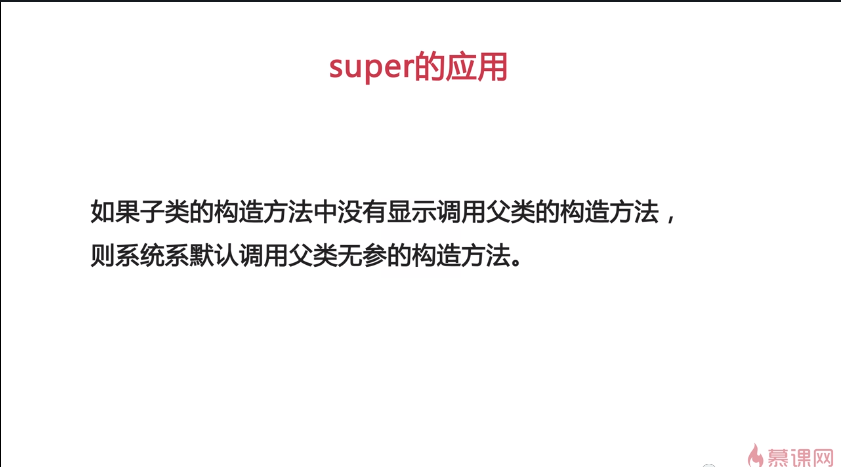 super的应用
如果子类的构造方法中没有显示调用父类的构造方法，
则系统系默认调用父类无参的构造方法。
慕课网